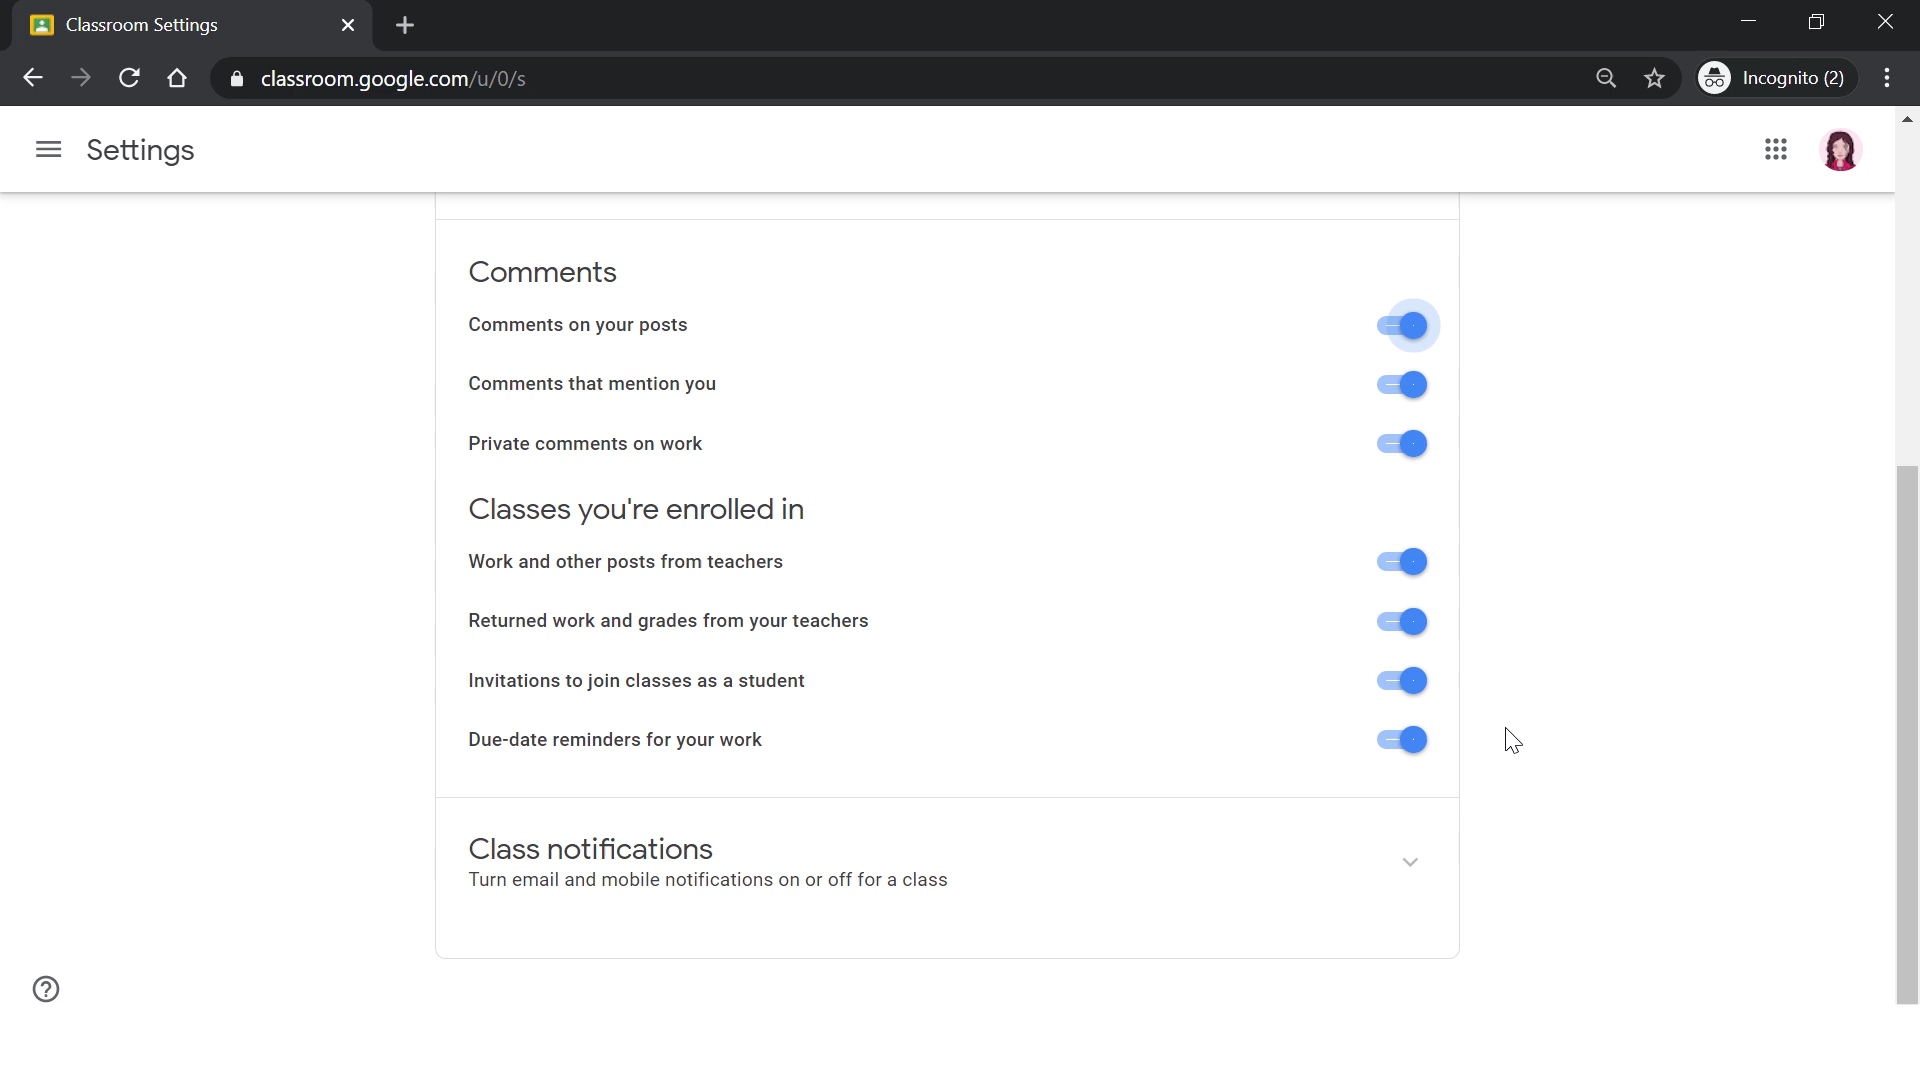 Classroom Settings
classroom.google.com/u/0/s
Incognito (2)
Settings
Comments
Comments on your posts
Comments that mention you
Private comments on work
Classes you're enrolled in
Work and other posts from teachers
Returned work and grades from your teachers
Invitations to join classes as a student
Due-date reminders for your work
Class notifications
Turn email and mobile notifications on or off for a class